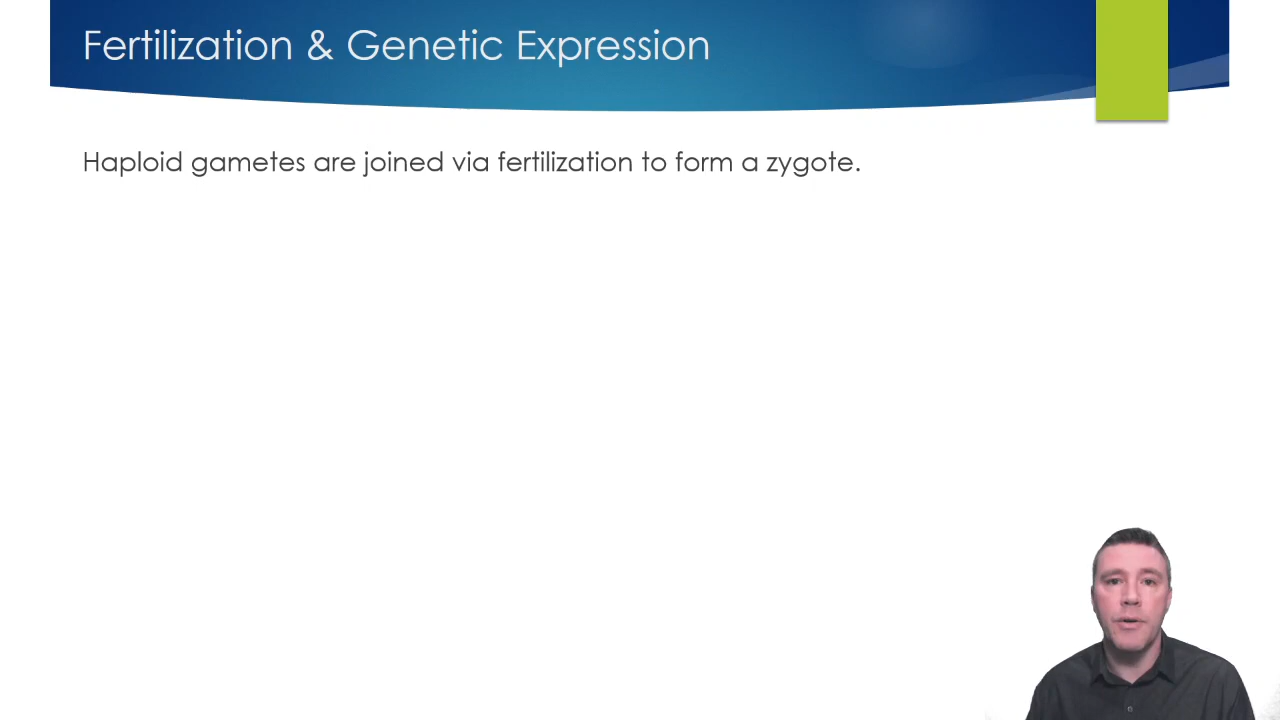 Fertilization & Genetic Expression
Haploid gametes are joined via fertilization to form a zygote.